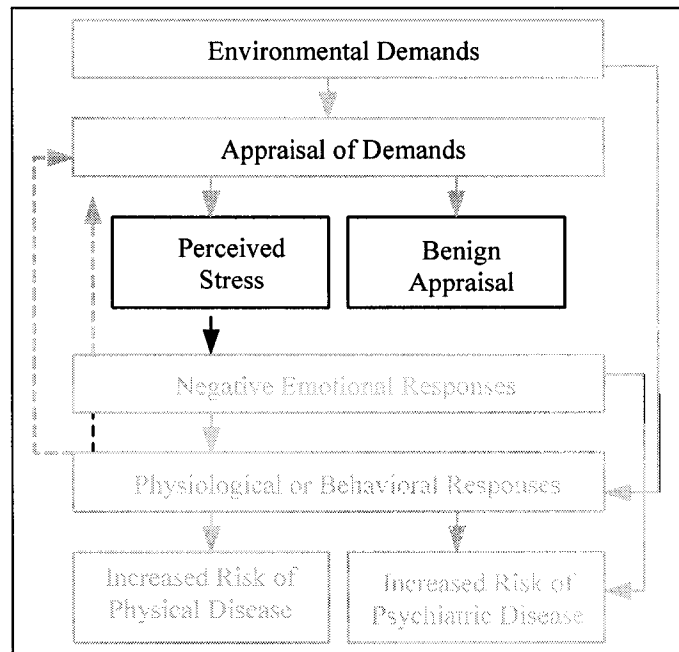 Environmental Demands
Appraisal of Demands
Perceived
Stress
Benign
Appraisal
Negative Emotional Responses
Physiological or Behavioral Responses
Increased Risk of
Physical Disease
Increased Risk of
Psychiatric Disease